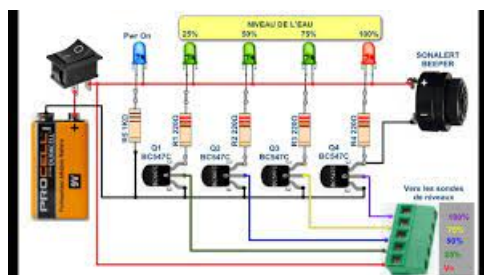 NIVEAU DE L'EAU
Pwr On
25%
50%
75%
100%
SONALERT
BEEPER
R5 1KΩ
R1 220Ω
R2 220Ω
R3 220Ω
R4 220Ω
Q1
BC547C
Q2
BC547C
Q3
BC547C
Q4
BC547C
PROCELL
DURACELL
Vers les sondes
de niveaux
100%
75%
50%
25%
V+